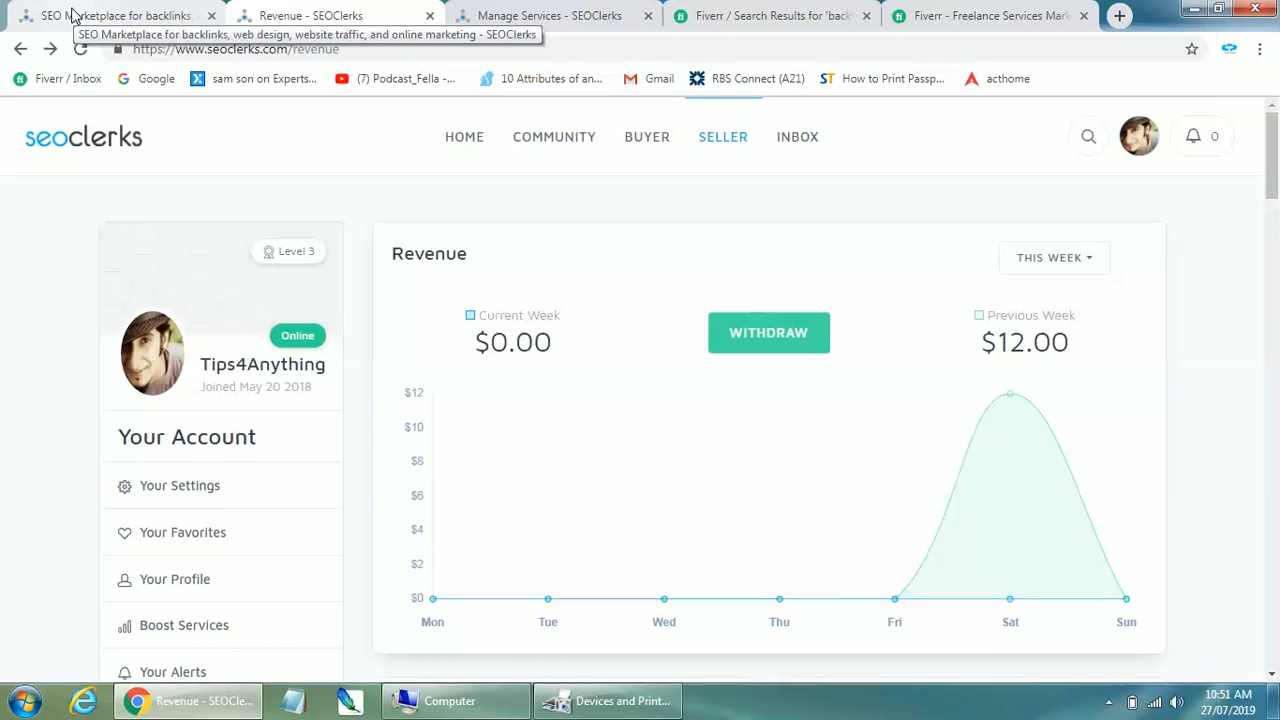 SEO Marketplace for backlinks,
Revenue - SEOClerks
Manage Services - SEOClerks
Fiverr / Search Results for 'back
Fiverr - Freelance Services Mark
SEO Marketplace for backlinks, web design, website traffic, and online marketing - SEOClerks
https://www.seoclerks.com/revenue
Fiverr / Inbox
Google
sam son on Experts...
(7) Podcast_Fella -...
10 Attributes of an...
Gmail
RBS Connect (A21)
How to Print Passp...
acthome
seoclerks
HOME
COMMUNITY
BUYER
SELLER
INBOX
0
Level 3
Online
Tips4Anything
Joined May 20 2018
Your Account
Your Settings
Your Favorites
Your Profile
Boost Services
Your Alerts
Revenue
THIS WEEK
Current Week
$0.00
WITHDRAW
Previous Week
$12.00
$12
$10
$8
$6
$4
$2
$0
Mon Tue Wed Thu Fri Sat Sun
Revenue - SEOCle...
Computer
Devices and Print...
10:51 AM
27/07/2019